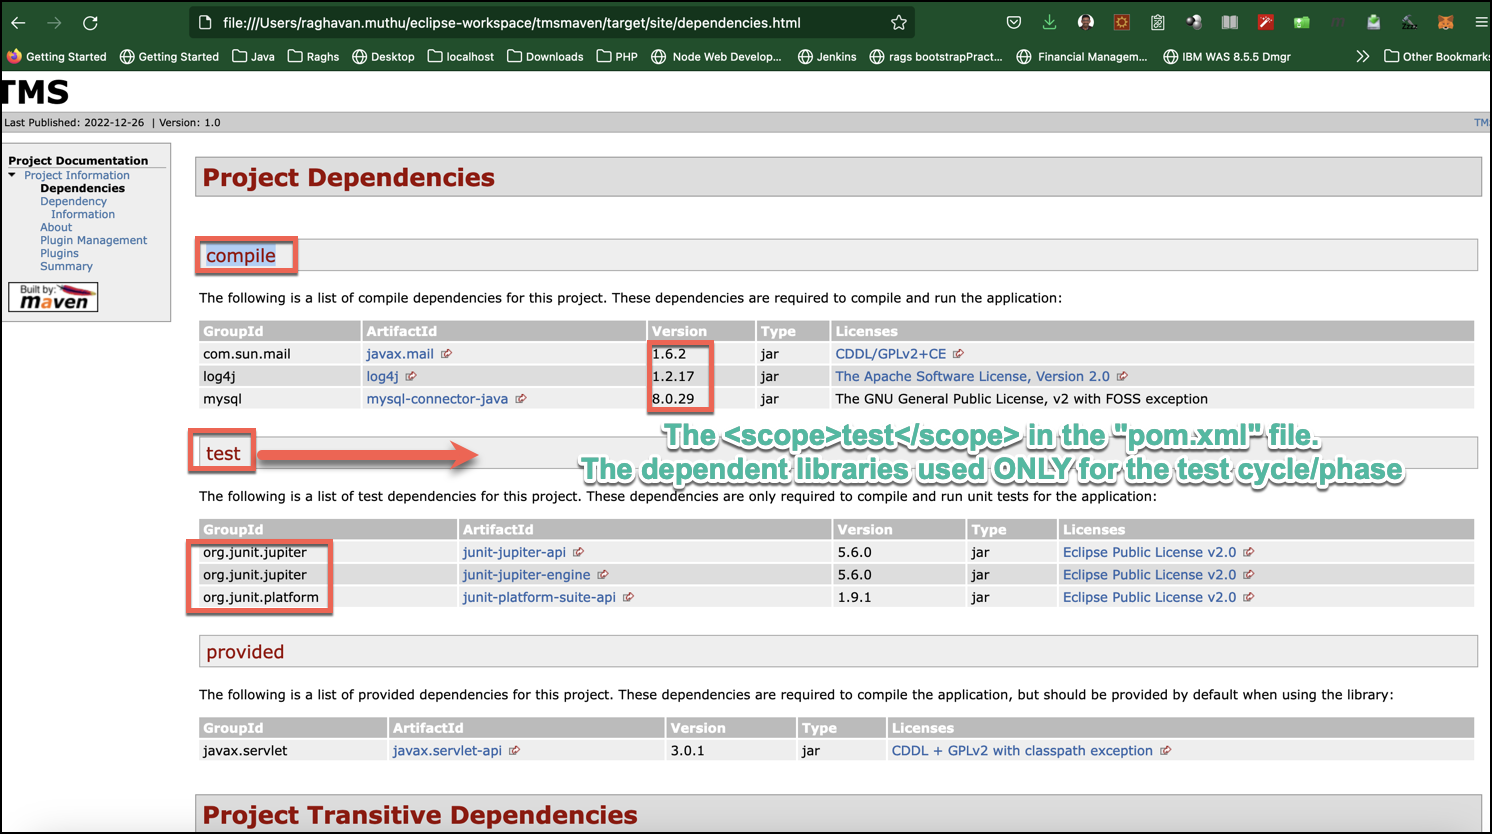 file:///Users/raghavan.muthu/eclipse-workspace/tmsmaven/target/site/dependencies.html
Getting Started Getting Started Java Raghs Desktop localhost Downloads PHP Node Web Develop... Jenkins rags bootstrapPract... Financial Managem... IBM WAS 8.5.5 Dmgr Other Bookmarks
TMS
Last Published: 2022-12-26 | Version: 1.0 TM
Project Documentation
Project Information
Dependencies
Dependency
Information
About
Plugin Management
Plugins
Summary
Built by:
maven
Project Dependencies
compile
The following is a list of compile dependencies for this project. These dependencies are required to compile and run the application:
GroupId ArtifactId Version Type Licenses
com.sun.mail javax.mail 1.6.2 jar CDDL/GPLv2+CE
log4j log4j 1.2.17 jar The Apache Software License, Version 2.0
mysql mysql-connector-java 8.0.29 jar The GNU General Public License, v2 with FOSS exception
The <scope>test</scope> in the "pom.xml" file.
test
The dependent libraries used ONLY for the test cycle/phase
The following is a list of test dependencies for this project. These dependencies are only required to compile and run unit tests for the application:
GroupId ArtifactId Version Type Licenses
org.junit.jupiter junit-jupiter-api 5.6.0 jar Eclipse Public License v2.0
org.junit.jupiter junit-jupiter-engine 5.6.0 jar Eclipse Public License v2.0
org.junit.platform junit-platform-suite-api 1.9.1 jar Eclipse Public License v2.0
provided
The following is a list of provided dependencies for this project. These dependencies are required to compile the application, but should be provided by default when using the library:
GroupId ArtifactId Version Type Licenses
javax.servlet javax.servlet-api 3.0.1 jar CDDL + GPLv2 with classpath exception
Project Transitive Dependencies